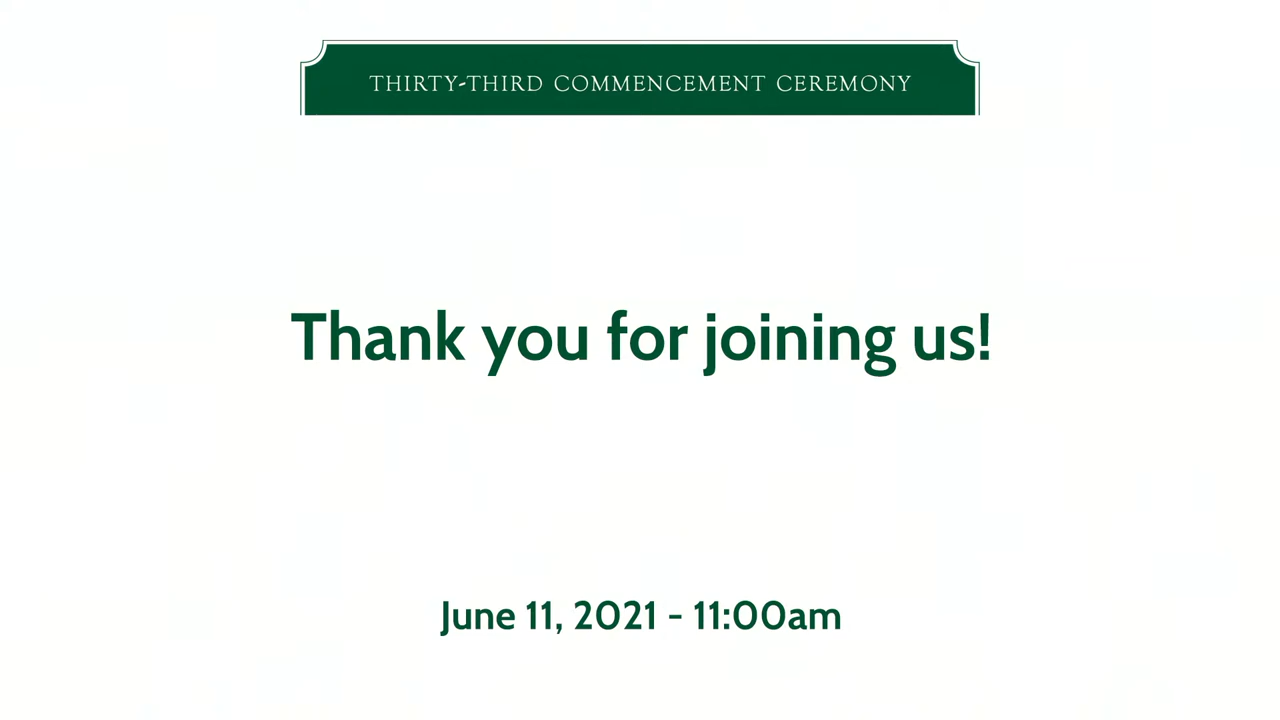 THIRTY-THIRD COMMENCEMENT CEREMONY
Thank you for joining us!
June 11, 2021 - 11:00am